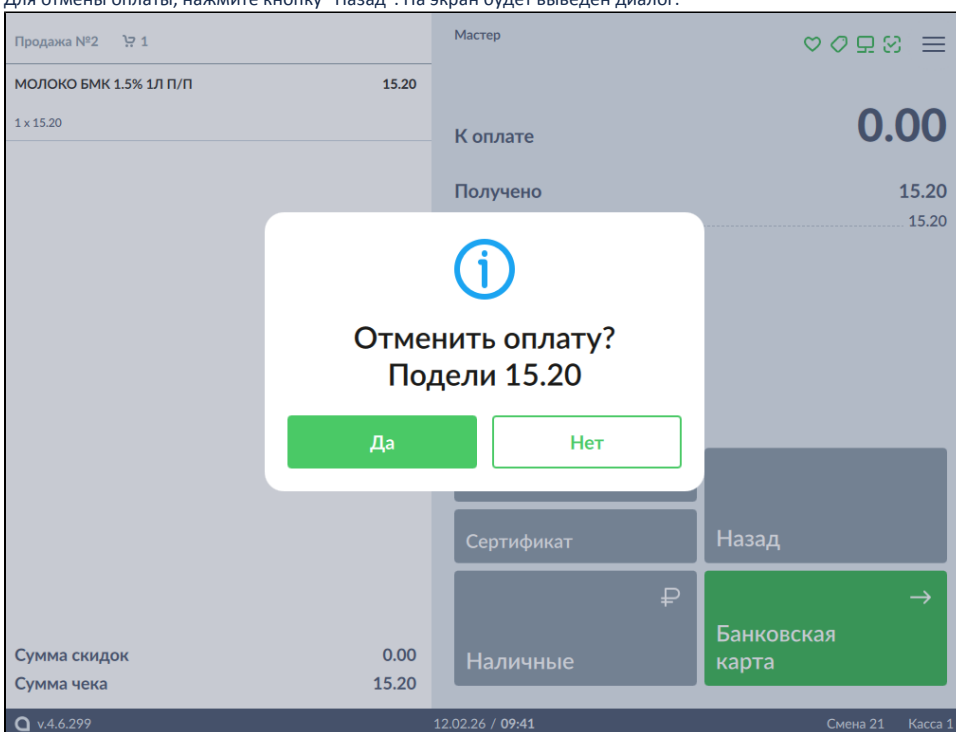 Для отмены оплаты, нажмите кнопку "Назад". На экран будет выведен диалог:
Продажа №2 1
МОЛОКО БМК 1.5% 1Л П/П 15.20
1 x 15.20
Сумма скидок 0.00
Сумма чека 15.20
Мастер
К оплате 0.00
Получено 15.20
15.20
Отменить оплату?
Подели 15.20
Да
Нет
Сертификат
Назад
₽
Наличные
Банковская
карта
v.4.6.299
12.02.26 / 09:41
Смена 21 Касса 1